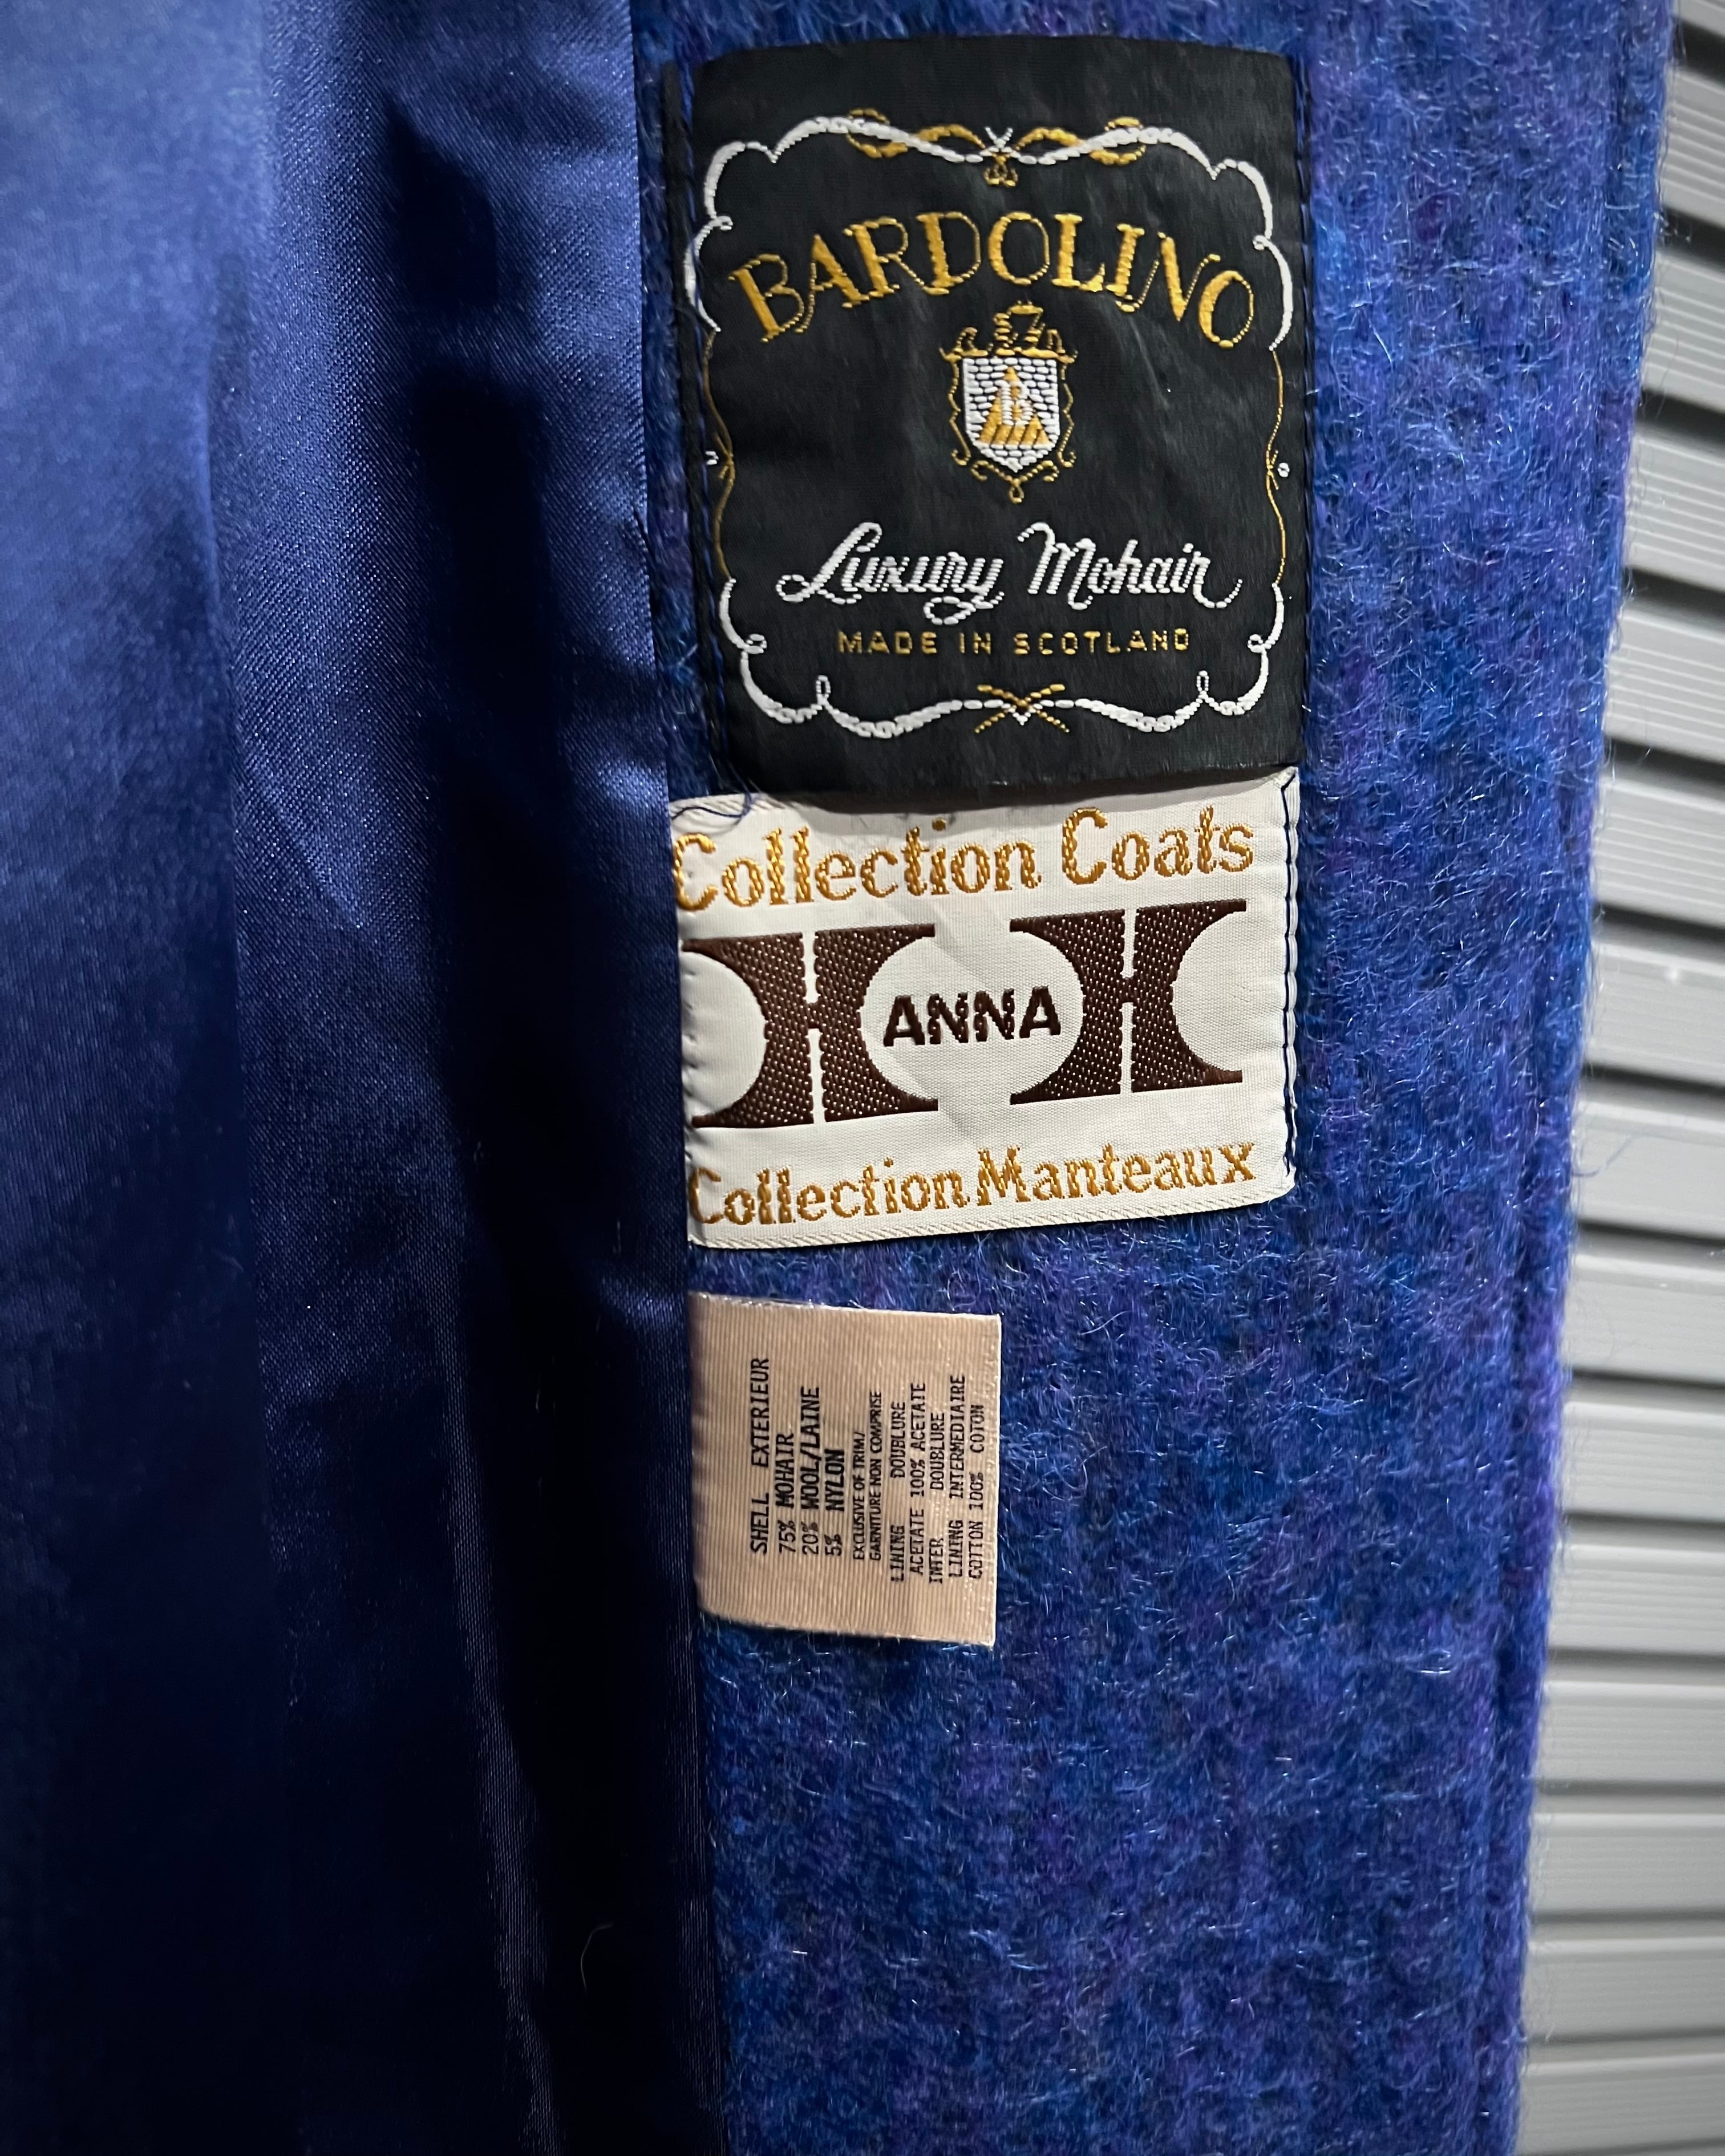 BARDOLINO
B
Luxury Mohair
MADE IN SCOTLAND
Collection Coats
ANNA
Collection Manteaux
SHELL EXTERIEUR
75% MOHAIR
20% WOOL/LAINE
5% NYLON
EXCLUSIVE OF TRIM/
GARNITURE NON COMPRISE
LINING DOUBLURE
ACETATE 100% ACETATE
INTER DOUBLURE
LINING INTERMEDIAIRE
COTTON 100% COTON